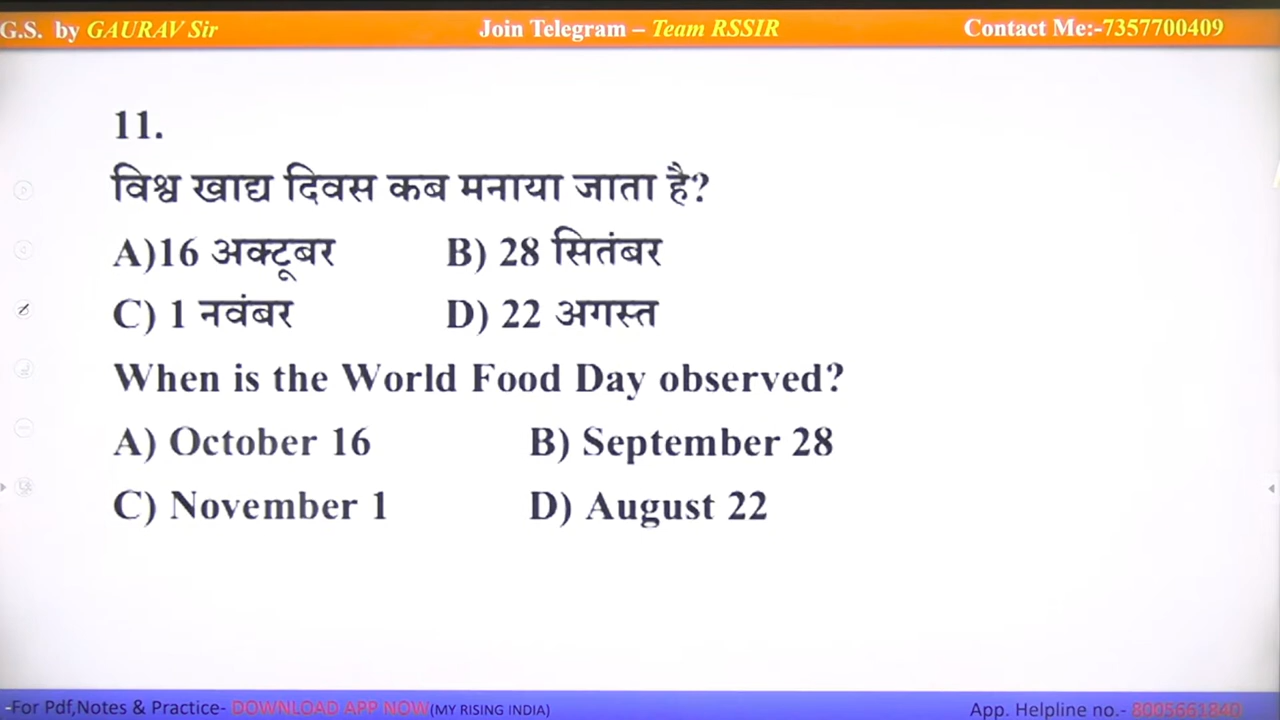 G.S. by GAURAV Sir Join Telegram – Team RSSIR Contact Me:-7357700409
11.
विश्व खाद्य दिवस कब मनाया जाता है?
A)16 अक्टूबर B) 28 सितंबर
C) 1 नवंबर D) 22 अगस्त
When is the World Food Day observed?
A) October 16 B) September 28
C) November 1 D) August 22
-For Pdf,Notes & Practice- DOWNLOAD APP NOW(MY RISING INDIA) App. Helpline no.- 8005661840